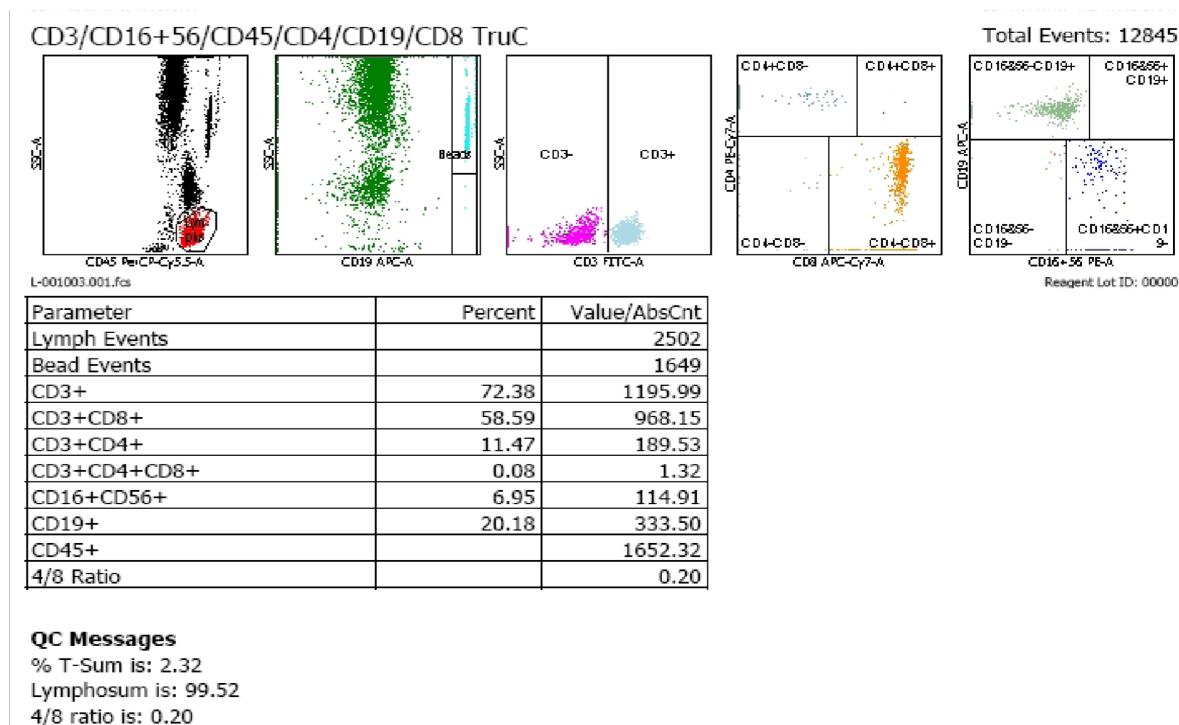 CD3/CD16+56/CD45/CD4/CD19/CD8 TruC
Total Events: 12845
SSC-A
CD45 PerCP-Cy5.5-A
SSC-A
Beads
CD19 APC-A
SSC-A
CD3-
CD3+
CD3 FITC-A
CD4 PE-Cy7-A
CD4+CD8-
CD4+CD8+
CD4-CD8-
CD4-CD8+
CD8 APC-Cy7-A
CD19 APC-A
CD16&56-CD19+
CD16&56+
CD19+
CD16&56-
CD19-
CD16&56+CD1
9-
CD16+56 PE-A
L-001003.001.fcs
Reagent Lot ID: 00000
Parameter Percent Value/AbsCnt
Lymph Events 2502
Bead Events 1649
CD3+ 72.38 1195.99
CD3+CD8+ 58.59 968.15
CD3+CD4+ 11.47 189.53
CD3+CD4+CD8+ 0.08 1.32
CD16+CD56+ 6.95 114.91
CD19+ 20.18 333.50
CD45+ 1652.32
4/8 Ratio 0.20
QC Messages
% T-Sum is: 2.32
Lymphosum is: 99.52
4/8 ratio is: 0.20